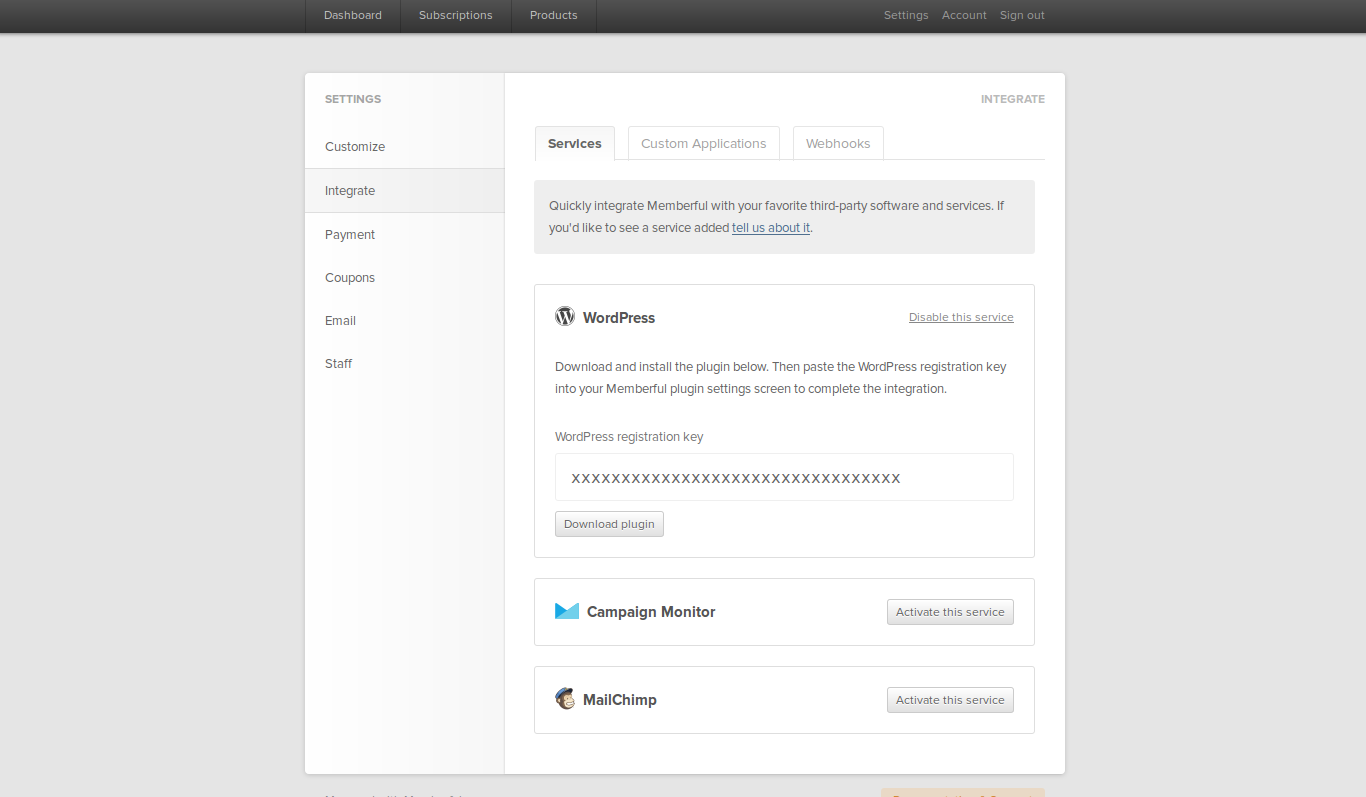 Dashboard Subscriptions Products Settings Account Sign out
SETTINGS
Customize
Integrate
Payment
Coupons
Email
Staff
INTEGRATE
Services Custom Applications Webhooks
Quickly integrate Memberful with your favorite third-party software and services. If
you'd like to see a service added tell us about it.
WordPress Disable this service
Download and install the plugin below. Then paste the WordPress registration key
into your Memberful plugin settings screen to complete the integration.
WordPress registration key
xxxxxxxxxxxxxxxxxxxxxxxxxxxxxxxxx
Download plugin
Campaign Monitor Activate this service
MailChimp Activate this service